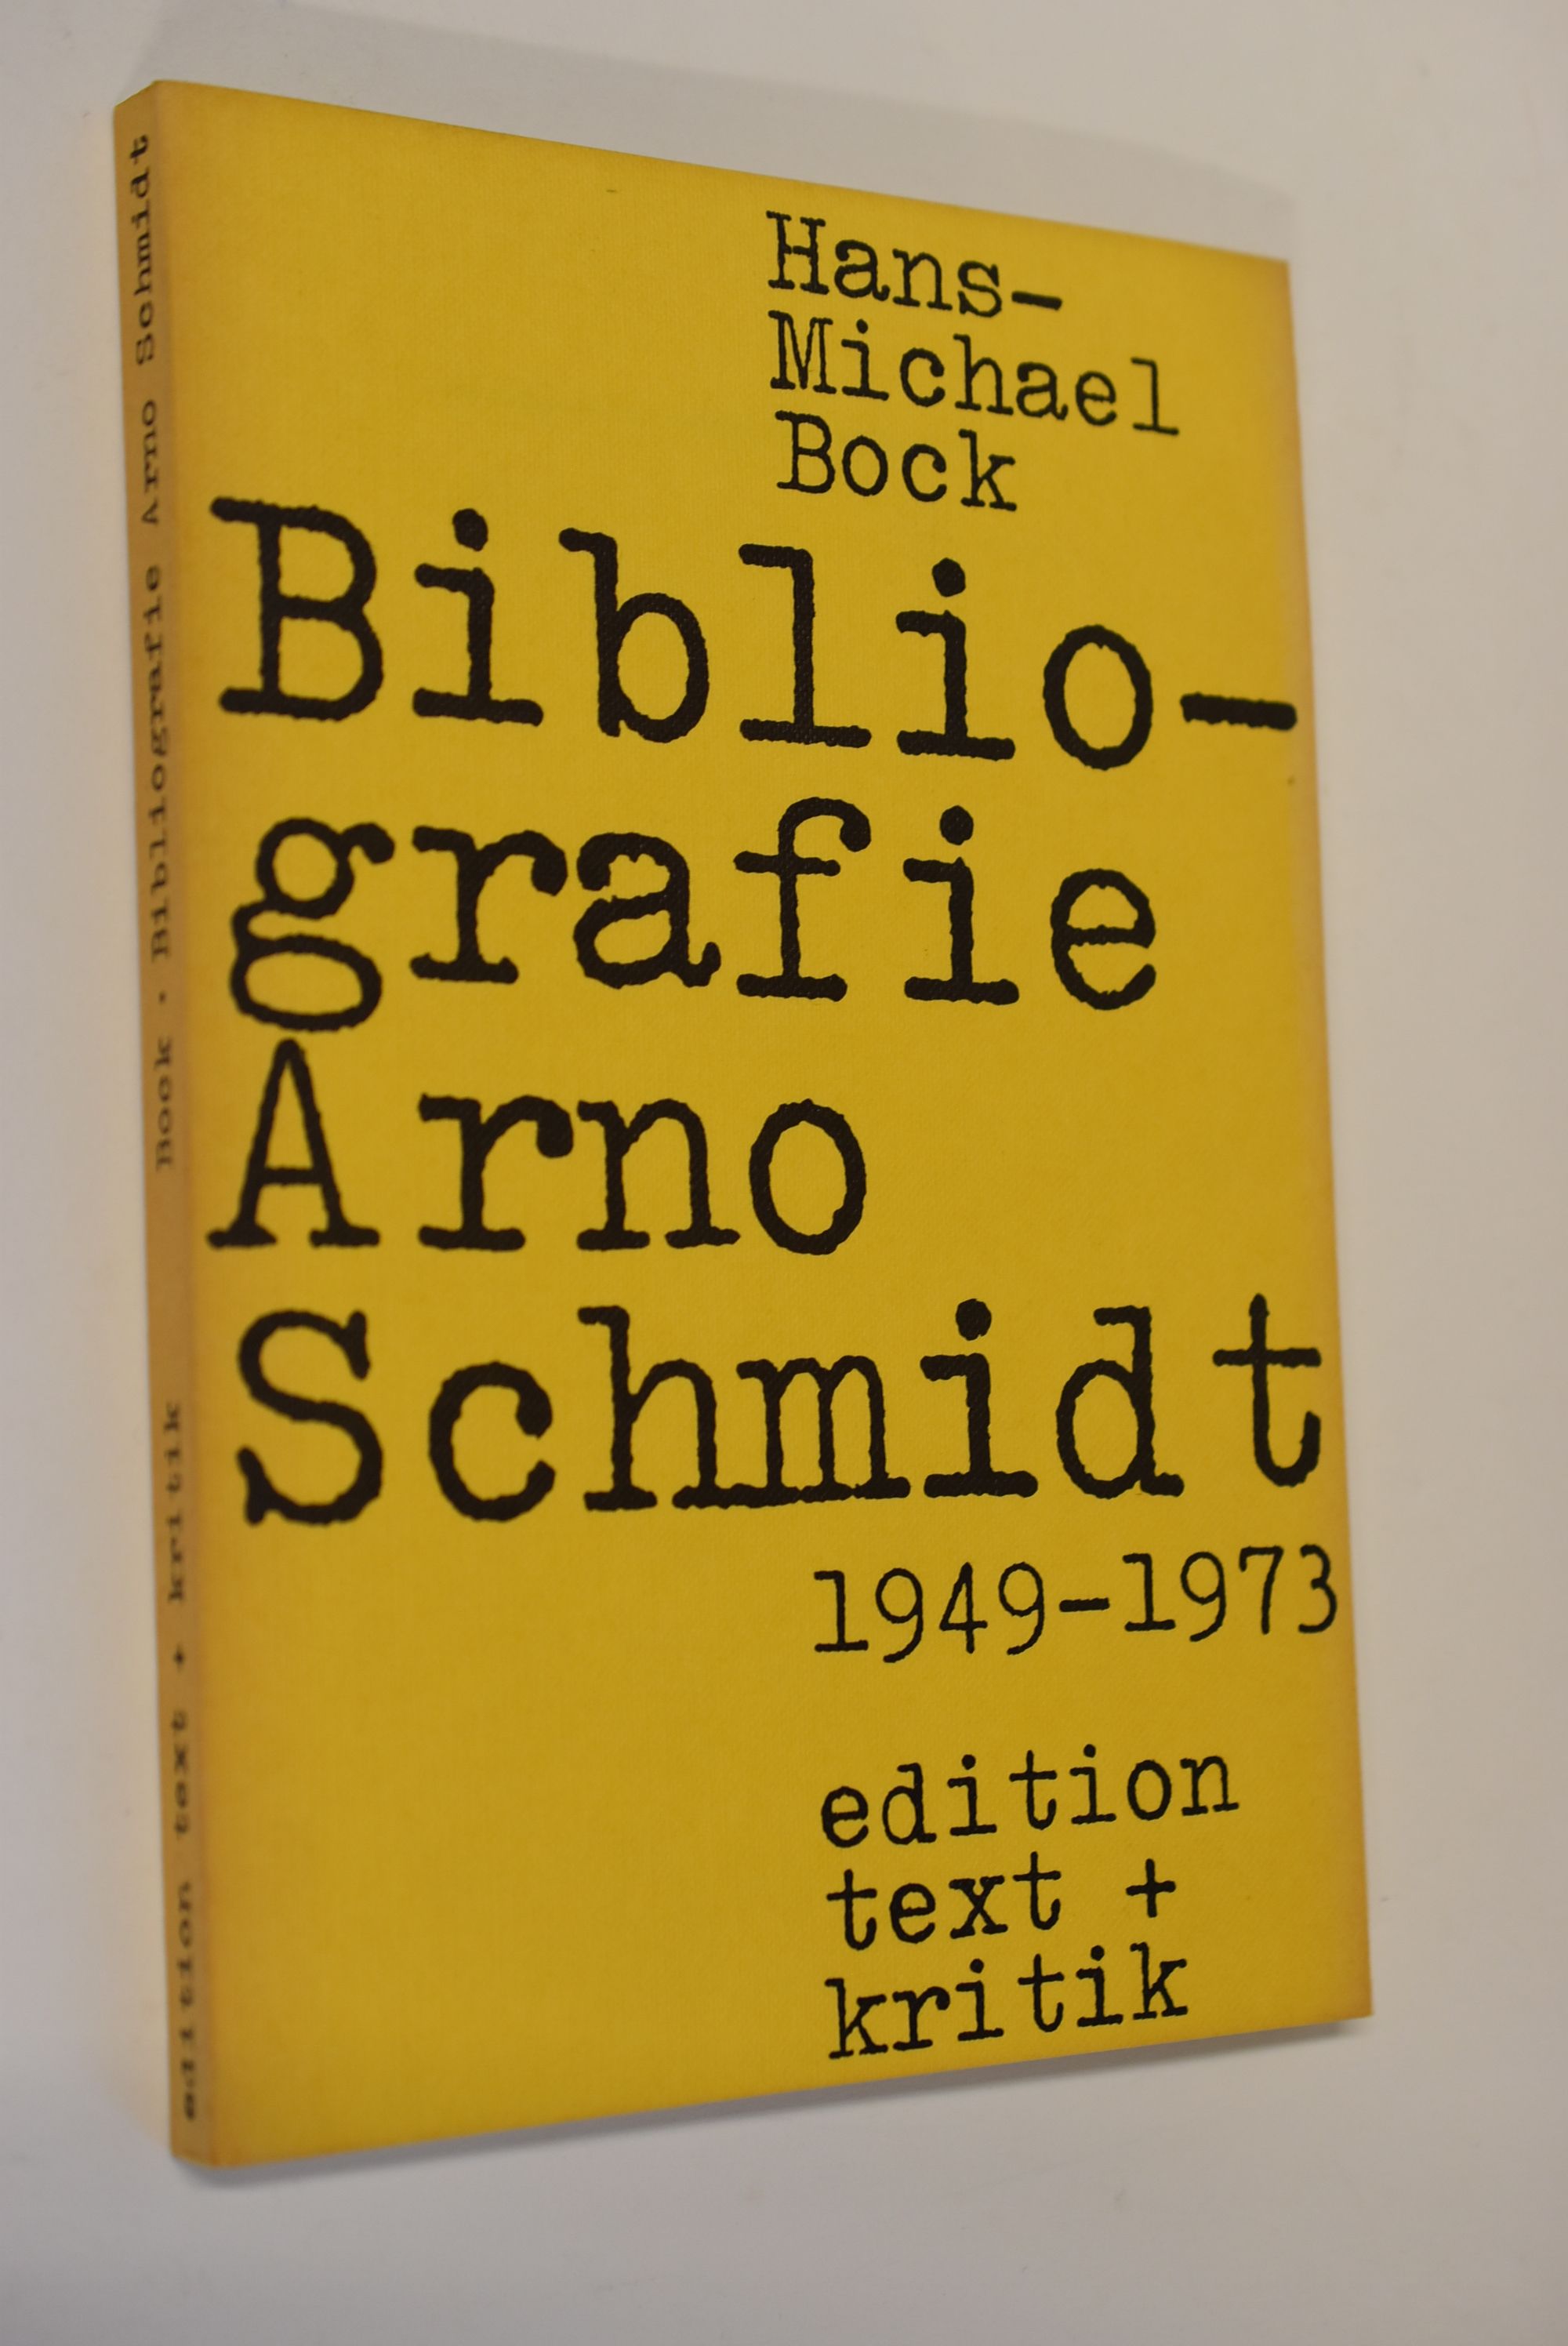 Hans-
Michael
Bock
Biblio-
grafie
Arno
Schmidt
1949-1973
edition
text +
kritik
Bock · Bibliografie Arno Schmidt
edition text + kritik